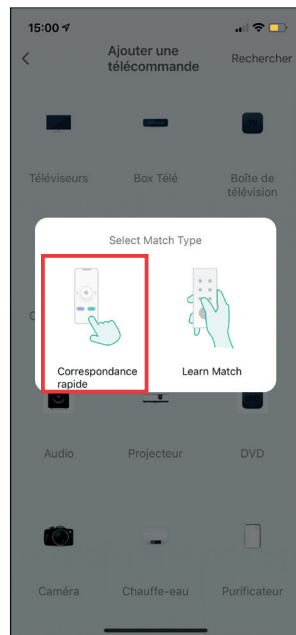 15:00
Ajouter une
télécommande
Rechercher
TV
Téléviseurs
Box Télé
Boîte de
télévision
Select Match Type
Correspondance
rapide
Learn Match
Audio
Projecteur
DVD
Caméra
Chauffe-eau
Purificateur